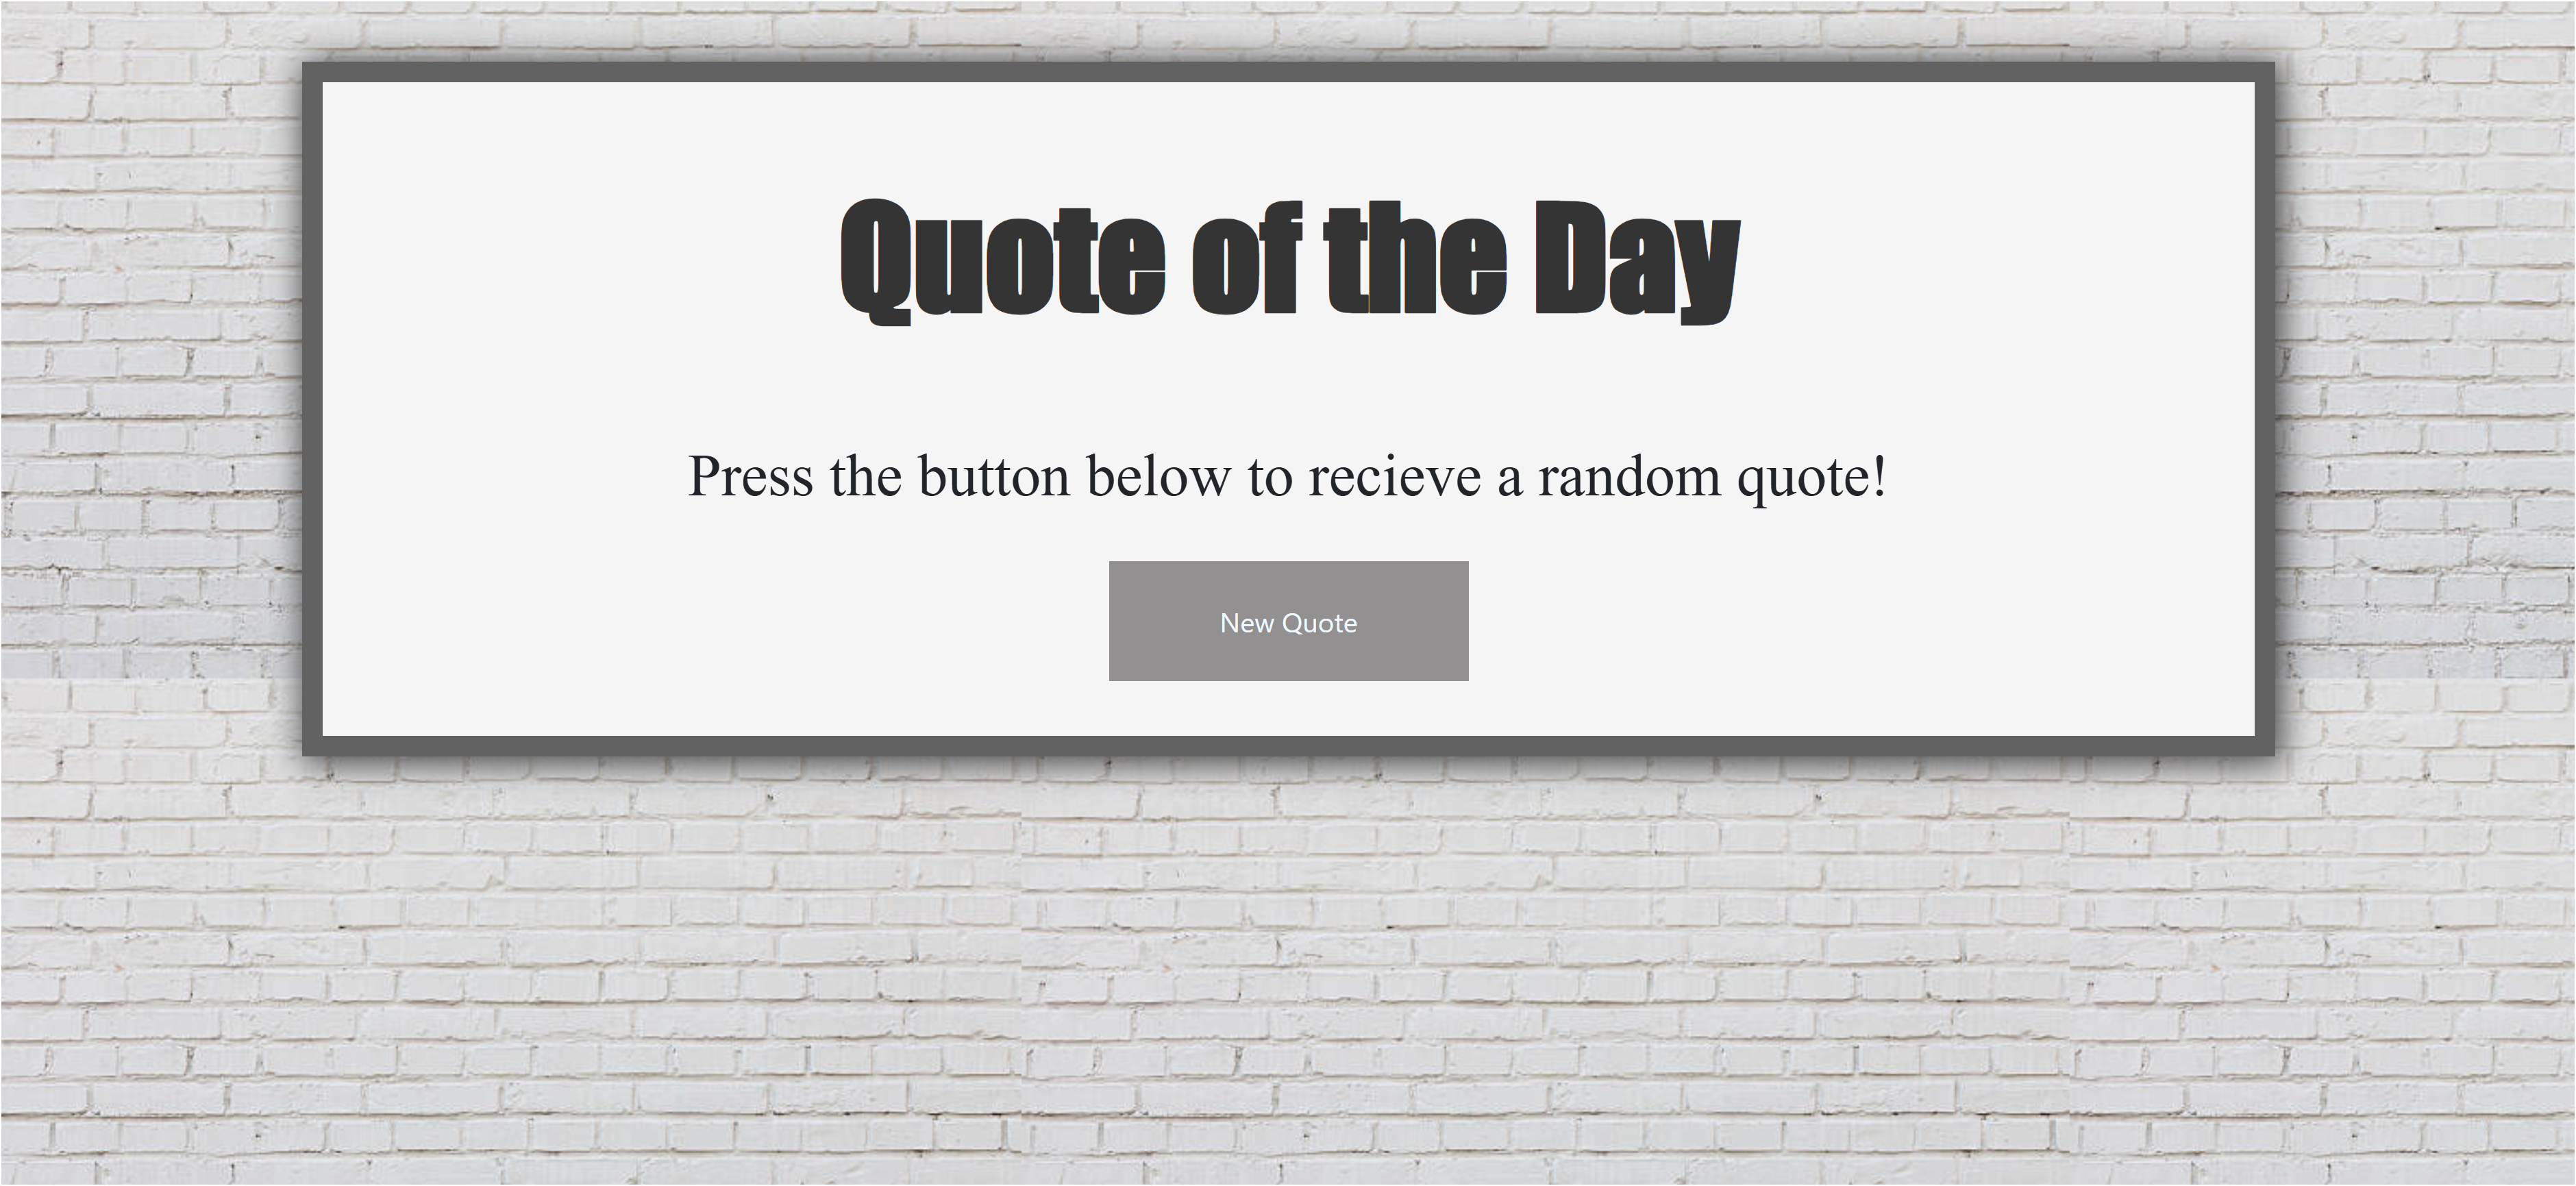 Quote of the Day
Press the button below to recieve a random quote!
New Quote